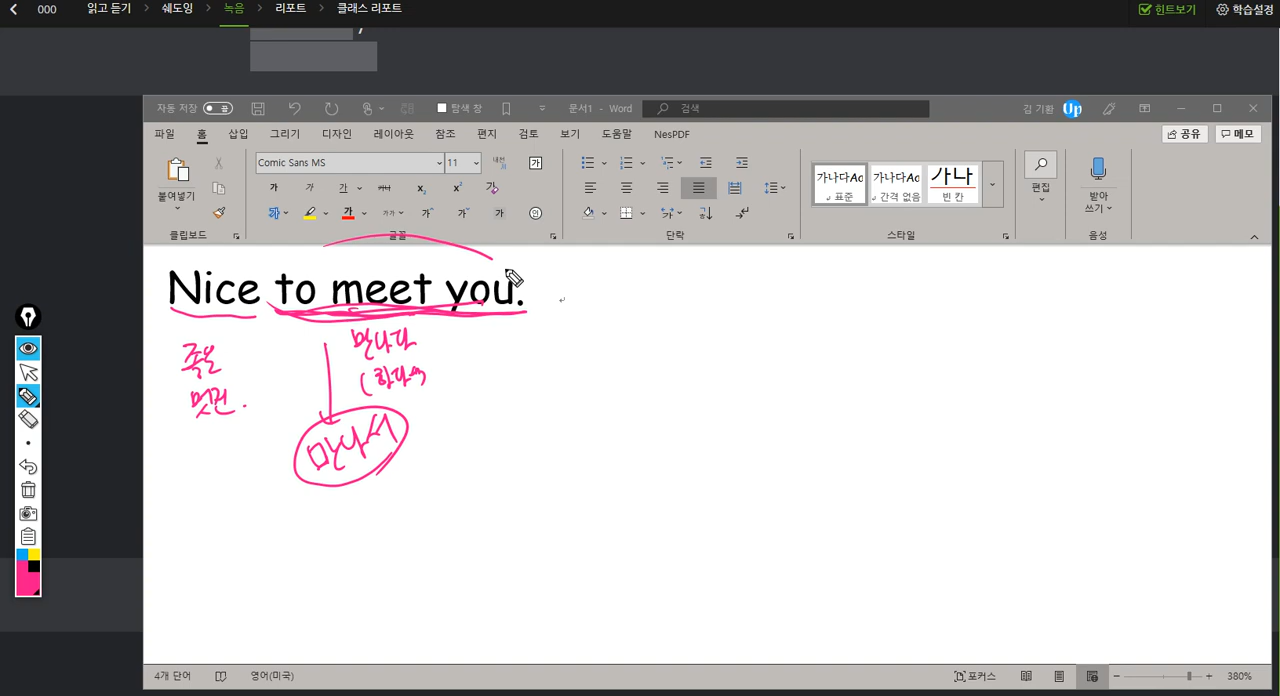 000 읽고 듣기 > 쉐도잉 > 녹음 > 리포트 > 클래스 리포트 힌트보기 학습설정
자동 저장 끔 탐색 창 문서1 - Word 검색 김 기환 Up
파일 홈 삽입 그리기 디자인 레이아웃 참조 편지 검토 보기 도움말 NesPDF 공유 메모
붙여넣기 Comic Sans MS 11 가나다Aa 표준 가나다Aa 간격 없음 가나 빈 칸 편집 받아쓰기
클립보드 글꼴 단락 스타일 음성
Nice to meet you.
좋은
멋진.
만나다
만나서
4개 단어 영어(미국) 포커스 380%